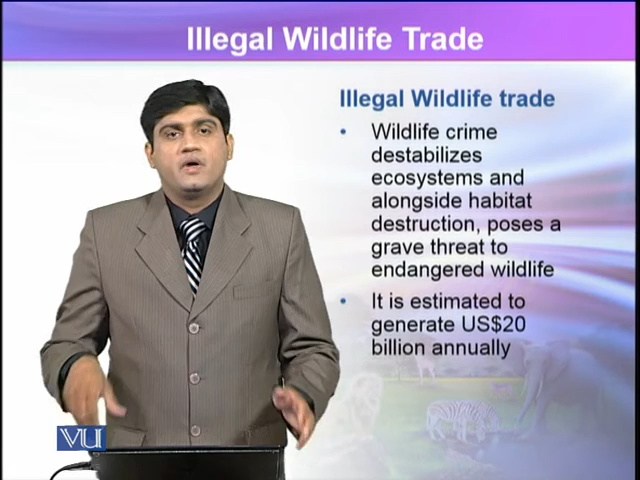 Illegal Wildlife Trade
Illegal Wildlife trade
• Wildlife crime
destabilizes
ecosystems and
alongside habitat
destruction, poses a
grave threat to
endangered wildlife
• It is estimated to
generate US$20
billion annually
VU